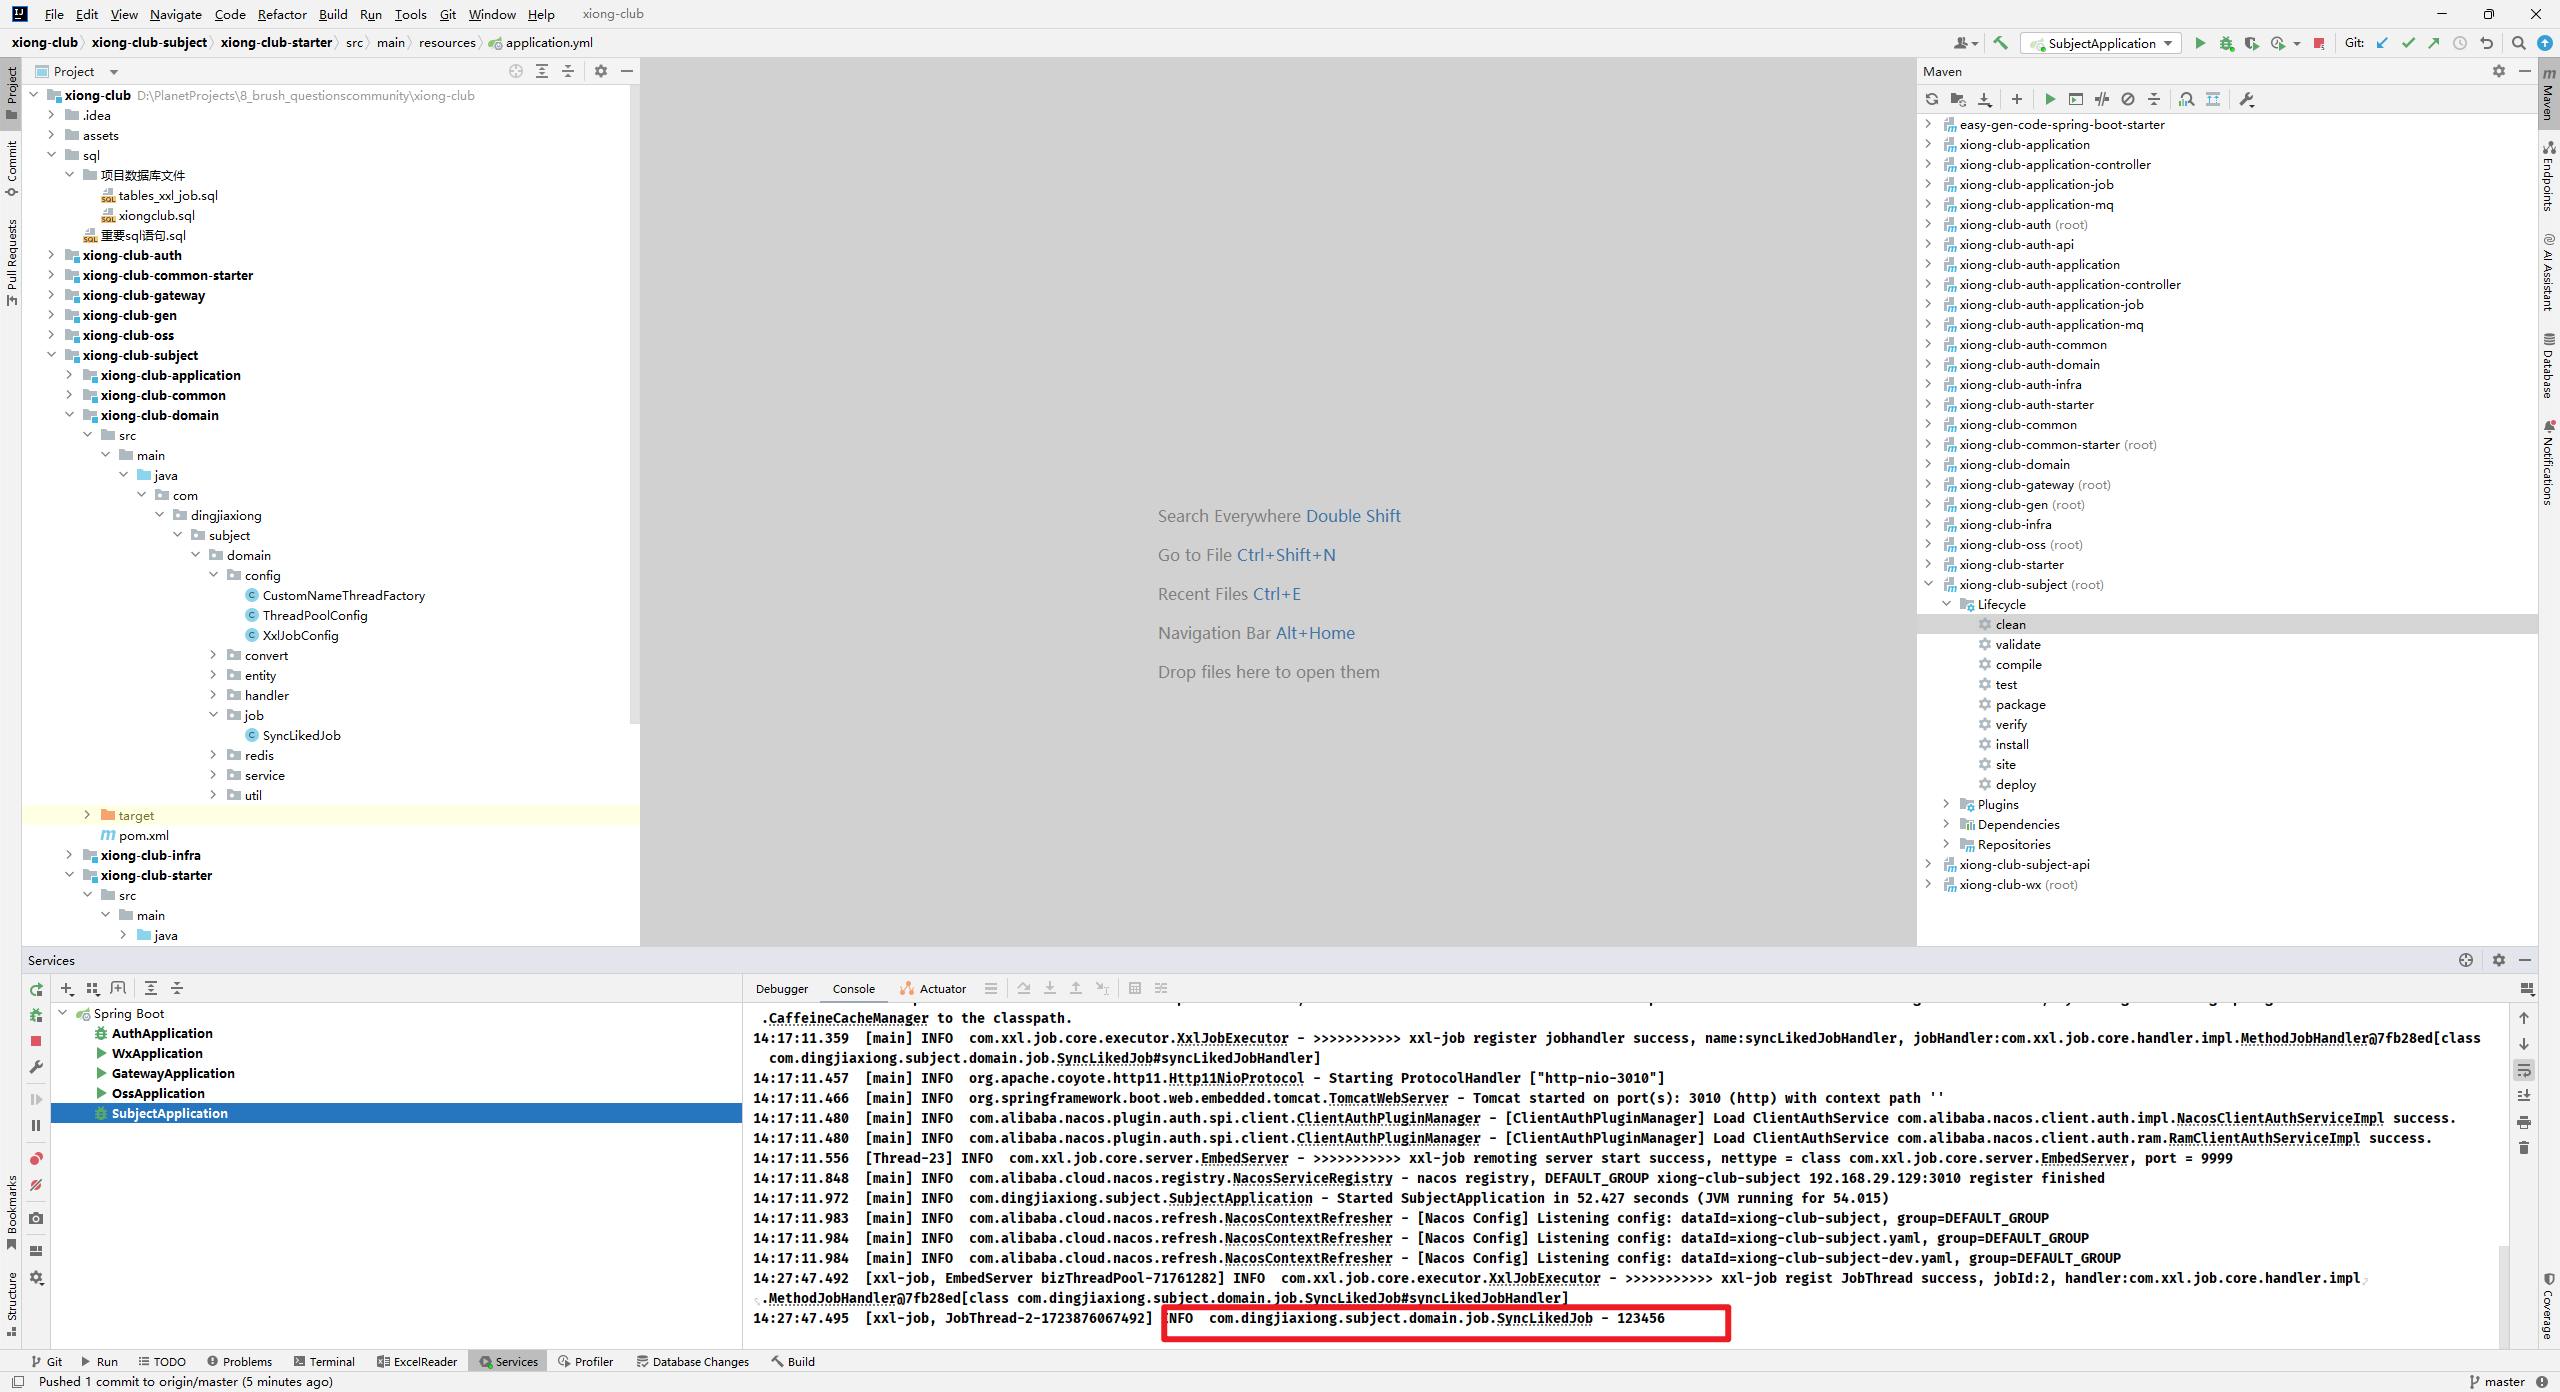 File Edit View Navigate Code Refactor Build Run Tools Git Window Help xiong-club
xiong-club xiong-club-subject xiong-club-starter src main resources application.yml
SubjectApplication Git:
Project
xiong-club D:\PlanetProjects\8_brush_questionscommunity\xiong-club
.idea
assets
sql
项目数据库文件
tables_xxl_job.sql
xiongclub.sql
重要sql语句.sql
xiong-club-auth
xiong-club-common-starter
xiong-club-gateway
xiong-club-gen
xiong-club-oss
xiong-club-subject
xiong-club-application
xiong-club-common
xiong-club-domain
src
main
java
com
dingjiaxiong
subject
domain
config
CustomNameThreadFactory
ThreadPoolConfig
XxlJobConfig
convert
entity
handler
job
SyncLikedJob
redis
service
util
target
pom.xml
xiong-club-infra
xiong-club-starter
src
main
java
Project
Commit
Pull Requests
Bookmarks
Structure
Search Everywhere Double Shift
Go to File Ctrl+Shift+N
Recent Files Ctrl+E
Navigation Bar Alt+Home
Drop files here to open them
Maven
easy-gen-code-spring-boot-starter
xiong-club-application
xiong-club-application-controller
xiong-club-application-job
xiong-club-application-mq
xiong-club-auth (root)
xiong-club-auth-api
xiong-club-auth-application
xiong-club-auth-application-controller
xiong-club-auth-application-job
xiong-club-auth-application-mq
xiong-club-auth-common
xiong-club-auth-domain
xiong-club-auth-infra
xiong-club-auth-starter
xiong-club-common
xiong-club-common-starter (root)
xiong-club-domain
xiong-club-gateway (root)
xiong-club-gen (root)
xiong-club-infra
xiong-club-oss (root)
xiong-club-starter
xiong-club-subject (root)
Lifecycle
clean
validate
compile
test
package
verify
install
site
deploy
Plugins
Dependencies
Repositories
xiong-club-subject-api
xiong-club-wx (root)
Maven
Endpoints
AI Assistant
Database
Notifications
Coverage
Services
Spring Boot
AuthApplication
WxApplication
GatewayApplication
OssApplication
SubjectApplication
Debugger Console Actuator
.CaffeineCacheManager to the classpath.
14:17:11.359 [main] INFO com.xxl.job.core.executor.XxlJobExecutor - >>>>>>>>>>> xxl-job register jobhandler success, name:syncLikedJobHandler, jobHandler:com.xxl.job.core.handler.impl.MethodJobHandler@7fb28ed[class
com.dingjiaxiong.subject.domain.job.SyncLikedJob#syncLikedJobHandler]
14:17:11.457 [main] INFO org.apache.coyote.http11.Http11NioProtocol - Starting ProtocolHandler ["http-nio-3010"]
14:17:11.466 [main] INFO org.springframework.boot.web.embedded.tomcat.TomcatWebServer - Tomcat started on port(s): 3010 (http) with context path ''
14:17:11.480 [main] INFO com.alibaba.nacos.plugin.auth.spi.client.ClientAuthPluginManager - [ClientAuthPluginManager] Load ClientAuthService com.alibaba.nacos.client.auth.impl.NacosClientAuthServiceImpl success.
14:17:11.480 [main] INFO com.alibaba.nacos.plugin.auth.spi.client.ClientAuthPluginManager - [ClientAuthPluginManager] Load ClientAuthService com.alibaba.nacos.client.auth.ram.RamClientAuthServiceImpl success.
14:17:11.556 [Thread-23] INFO com.xxl.job.core.server.EmbedServer - >>>>>>>>>>> xxl-job remoting server start success, nettype = class com.xxl.job.core.server.EmbedServer, port = 9999
14:17:11.848 [main] INFO com.alibaba.cloud.nacos.registry.NacosServiceRegistry - nacos registry, DEFAULT_GROUP xiong-club-subject 192.168.29.129:3010 register finished
14:17:11.972 [main] INFO com.dingjiaxiong.subject.SubjectApplication - Started SubjectApplication in 52.427 seconds (JVM running for 54.015)
14:17:11.983 [main] INFO com.alibaba.cloud.nacos.refresh.NacosContextRefresher - [Nacos Config] Listening config: dataId=xiong-club-subject, group=DEFAULT_GROUP
14:17:11.984 [main] INFO com.alibaba.cloud.nacos.refresh.NacosContextRefresher - [Nacos Config] Listening config: dataId=xiong-club-subject.yaml, group=DEFAULT_GROUP
14:17:11.984 [main] INFO com.alibaba.cloud.nacos.refresh.NacosContextRefresher - [Nacos Config] Listening config: dataId=xiong-club-subject-dev.yaml, group=DEFAULT_GROUP
14:27:47.492 [xxl-job, EmbedServer bizThreadPool-71761282] INFO com.xxl.job.core.executor.XxlJobExecutor - >>>>>>>>>>> xxl-job regist JobThread success, jobId:2, handler:com.xxl.job.core.handler.impl
.MethodJobHandler@7fb28ed[class com.dingjiaxiong.subject.domain.job.SyncLikedJob#syncLikedJobHandler]
14:27:47.495 [xxl-job, JobThread-2-1723876067492] INFO com.dingjiaxiong.subject.domain.job.SyncLikedJob - 123456
Git Run TODO Problems Terminal ExcelReader Services Profiler Database Changes Build
Pushed 1 commit to origin/master (5 minutes ago) master